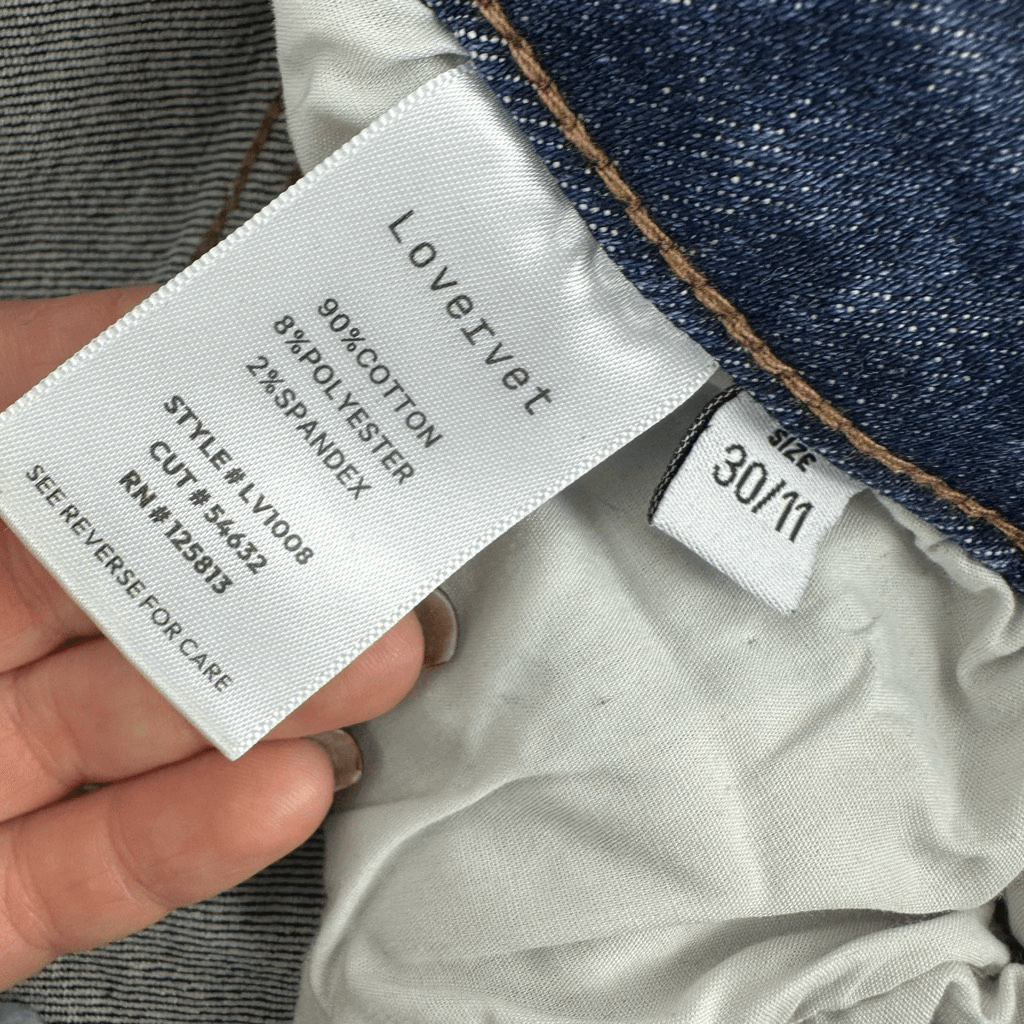 Lovervet
90%COTTON
8%POLYESTER
2%SPANDEX
STYLE# LV1008
CUT #54632
RN#125813
SEE REVERSE FOR CARE
SIZE
30/11